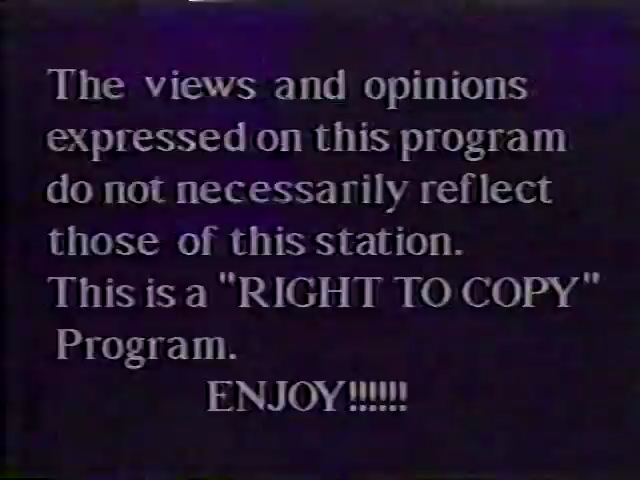 The views and opinions
expressed on this program
do not necessarily reflect
those of this station.
This is a "RIGHT TO COPY"
Program.
ENJOY!!!!!!